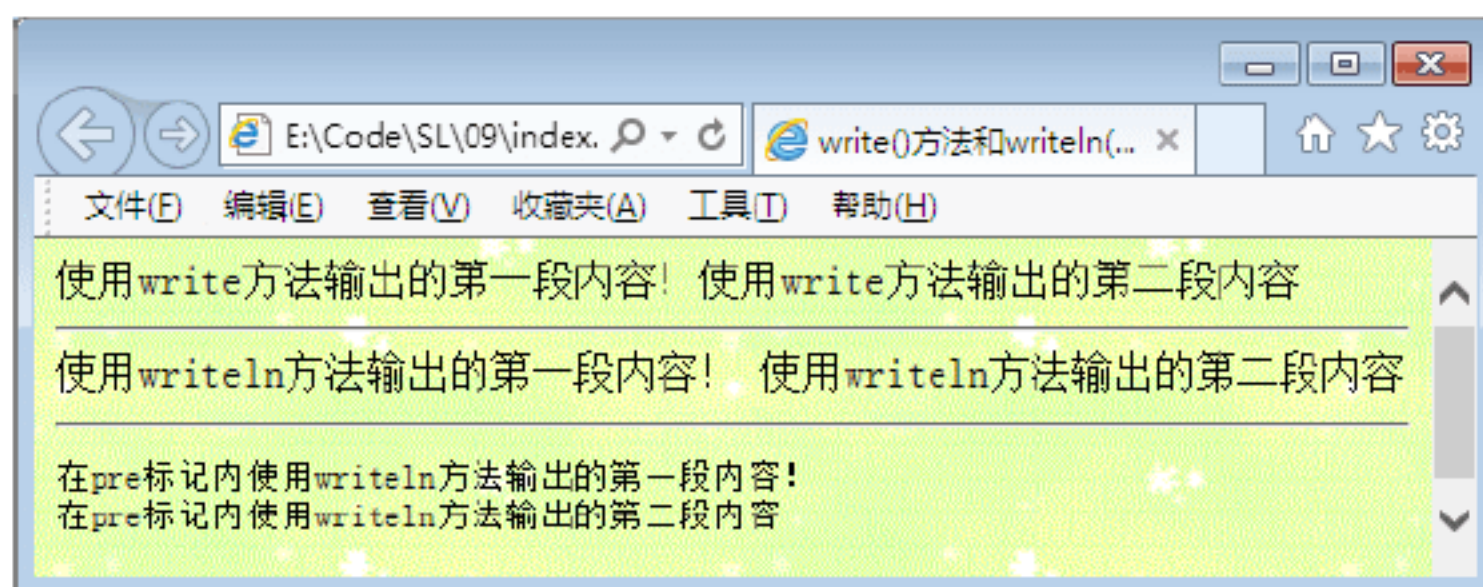 E:\Code\SL\09\index.
write()方法和writeln(...
文件(F) 编辑(E) 查看(V) 收藏夹(A) 工具(T) 帮助(H)
使用write方法输出的第一段内容！使用write方法输出的第二段内容
使用writeln方法输出的第一段内容！ 使用writeln方法输出的第二段内容
在pre标记内使用writeln方法输出的第一段内容！
在pre标记内使用writeln方法输出的第二段内容